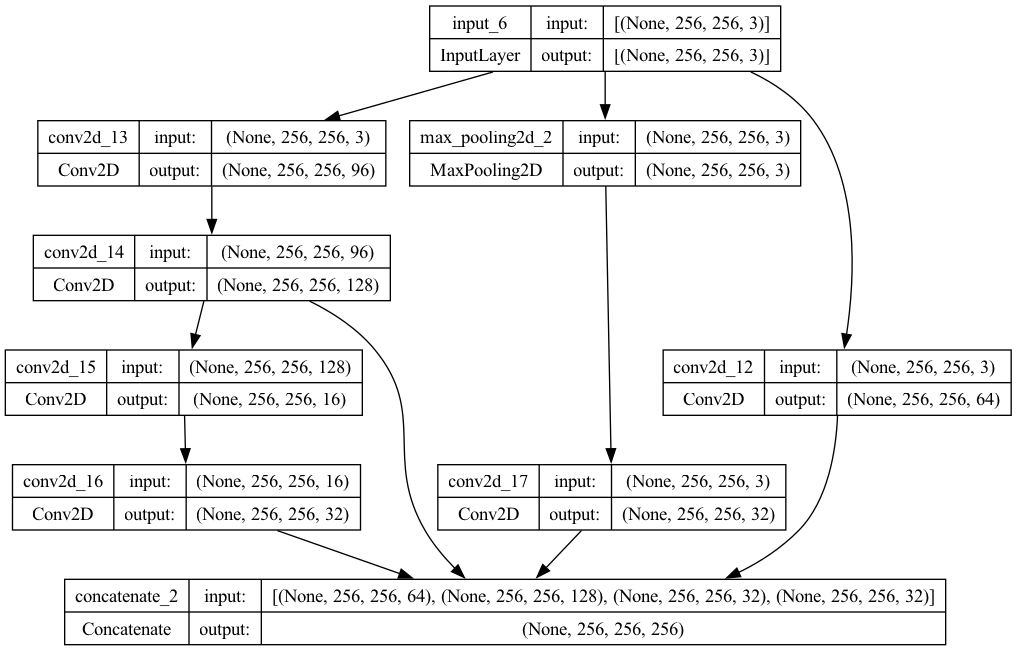 input_6 input: [(None, 256, 256, 3)]
InputLayer output: [(None, 256, 256, 3)]
conv2d_13 input: (None, 256, 256, 3)
Conv2D output: (None, 256, 256, 96)
max_pooling2d_2 input: (None, 256, 256, 3)
MaxPooling2D output: (None, 256, 256, 3)
conv2d_14 input: (None, 256, 256, 96)
Conv2D output: (None, 256, 256, 128)
conv2d_15 input: (None, 256, 256, 128)
Conv2D output: (None, 256, 256, 16)
conv2d_12 input: (None, 256, 256, 3)
Conv2D output: (None, 256, 256, 64)
conv2d_16 input: (None, 256, 256, 16)
Conv2D output: (None, 256, 256, 32)
conv2d_17 input: (None, 256, 256, 3)
Conv2D output: (None, 256, 256, 32)
concatenate_2 input: [(None, 256, 256, 64), (None, 256, 256, 128), (None, 256, 256, 32), (None, 256, 256, 32)]
Concatenate output: (None, 256, 256, 256)